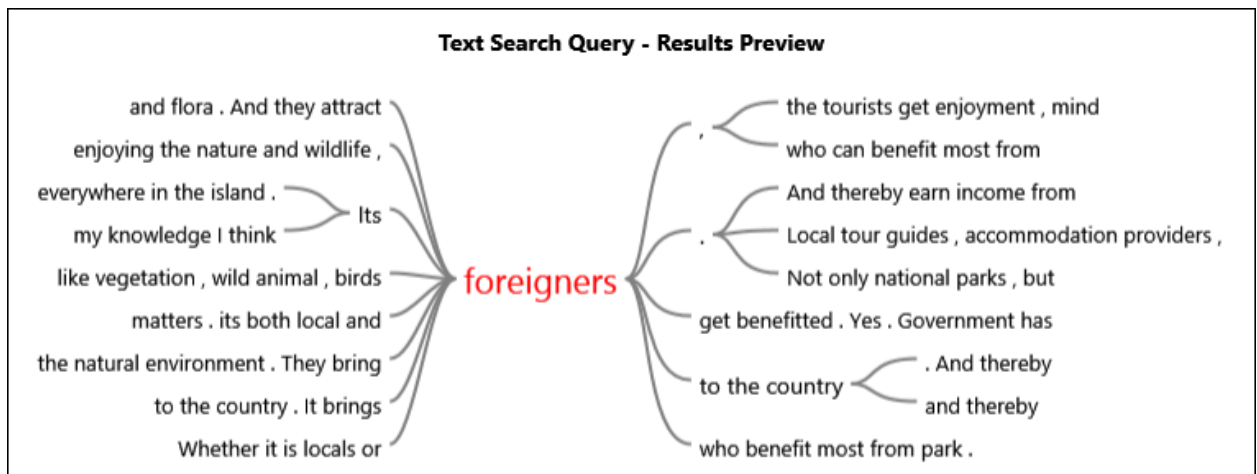 Text Search Query - Results Preview
and flora . And they attract
enjoying the nature and wildlife ,
everywhere in the island .
my knowledge I think
Its
like vegetation , wild animal , birds
matters . its both local and
the natural environment . They bring
to the country . It brings
Whether it is locals or
foreigners
,
the tourists get enjoyment , mind
who can benefit most from
.
And thereby earn income from
Local tour guides , accommodation providers ,
Not only national parks , but
get benefitted . Yes . Government has
to the country
. And thereby
and thereby
who benefit most from park .